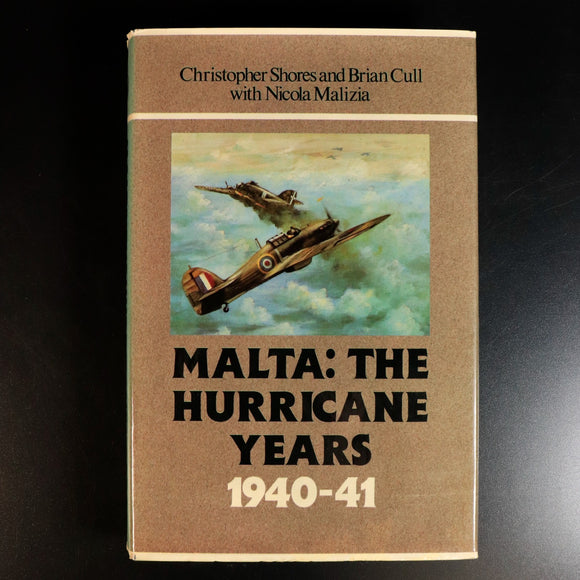 Christopher Shores and Brian Cull
with Nicola Malizia
MALTA: THE
HURRICANE
YEARS
1940-41